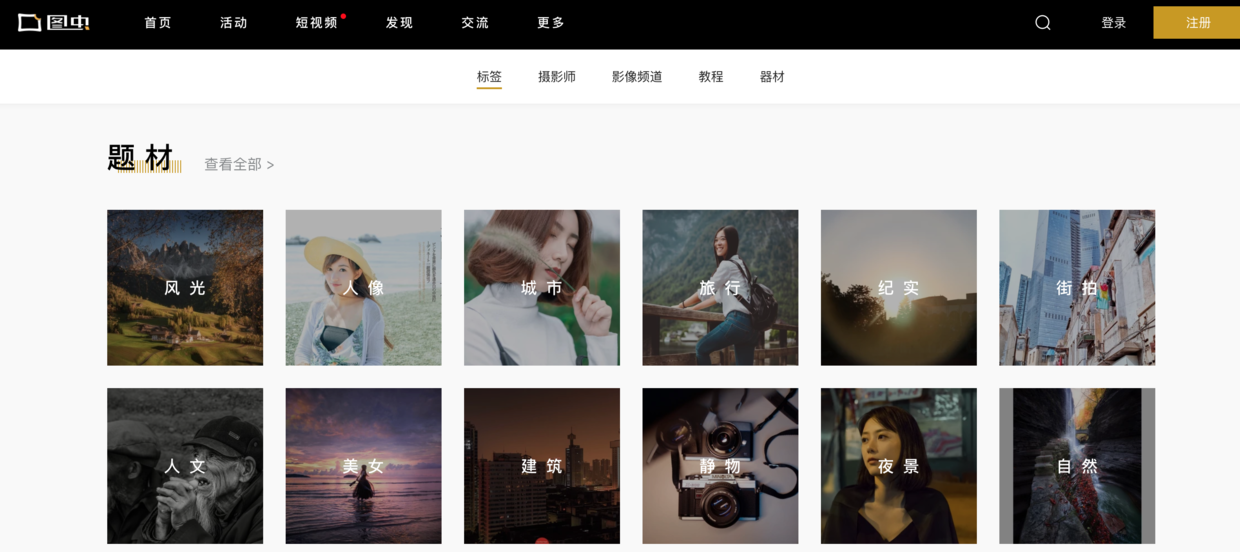 图虫 首页 活动 短视频 发现 交流 更多 登录 注册
标签 摄影师 影像频道 教程 器材
题材 查看全部 >
风光 人像 城市 旅行 纪实 街拍
人文 美女 建筑 静物 夜景 自然